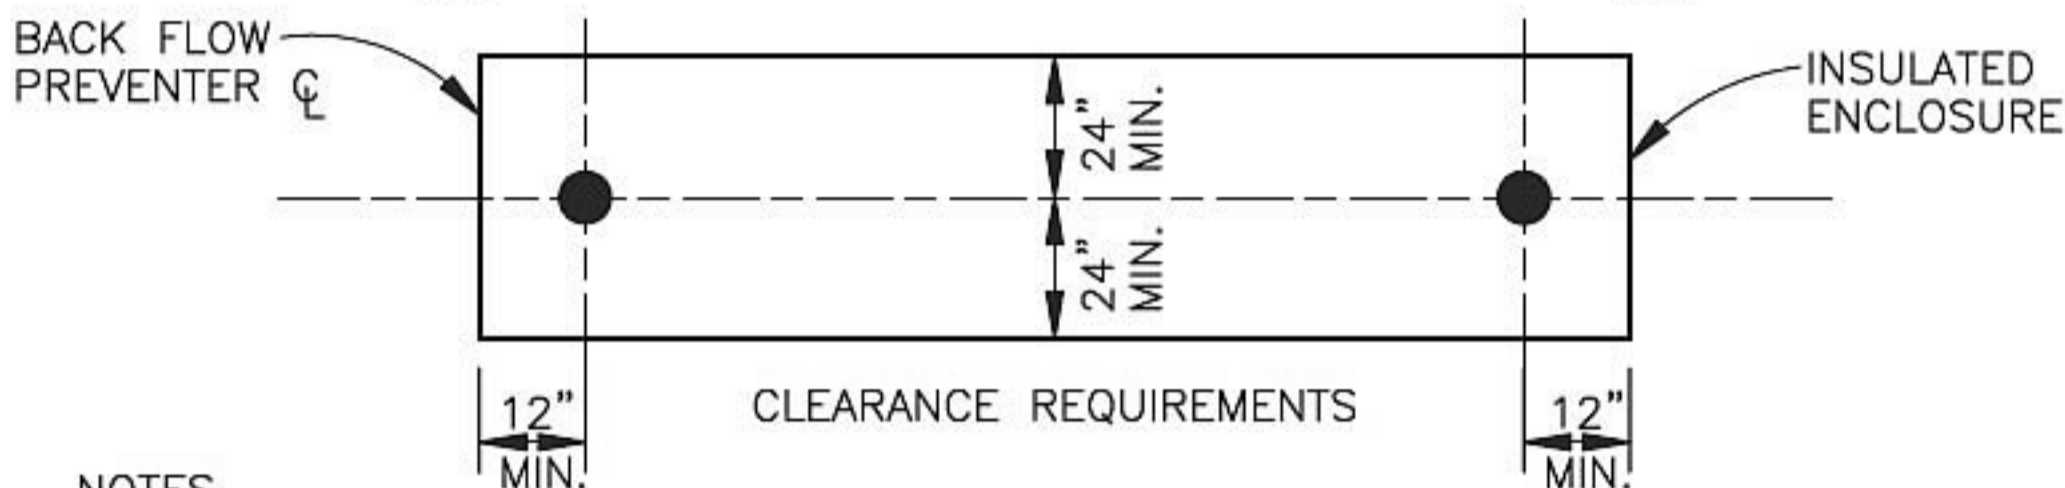 BACK FLOW
PREVENTER ℄
INSULATED
ENCLOSURE
24"
MIN.
24"
MIN.
12"
MIN.
CLEARANCE REQUIREMENTS
12"
MIN.
NOTES